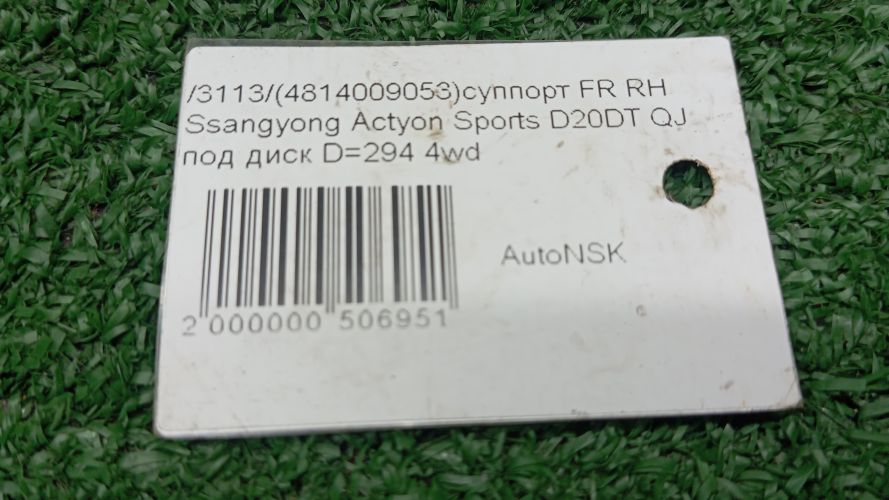 /3113/(4814009053)суппорт FR RH
Ssangyong Actyon Sports D20DT QJ
под диск D=294 4wd
AutoNSK
2 000000 506951